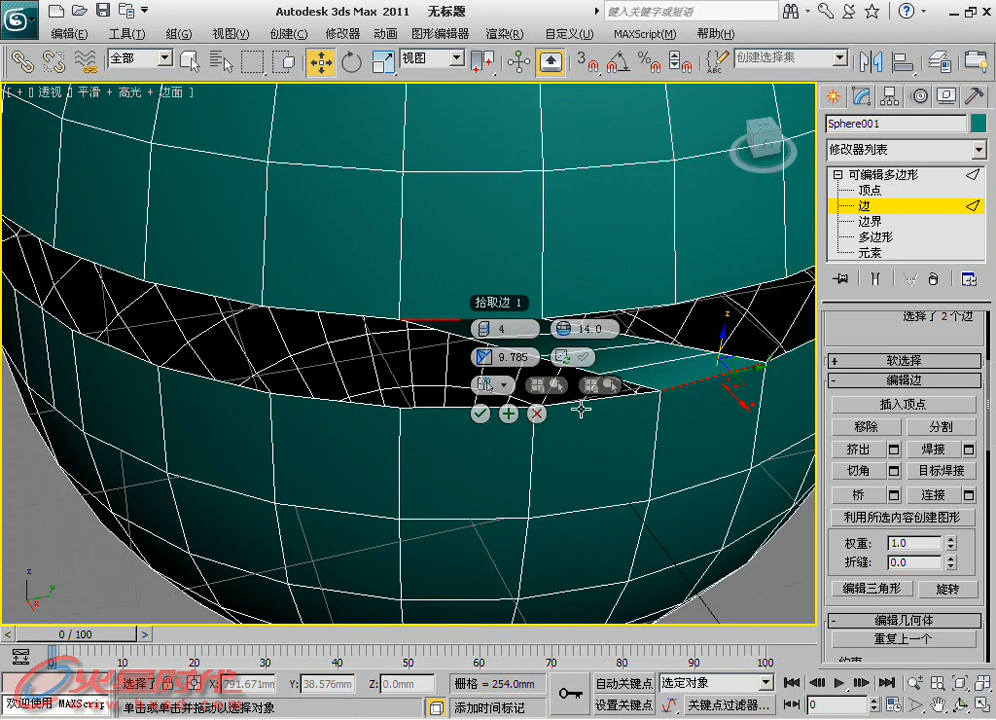 Autodesk 3ds Max 2011 无标题
键入关键字或短语
编辑(E) 工具(T) 组(G) 视图(V) 创建(C) 修改器 动画 图形编辑器 渲染(R) 自定义(U) MAXScript(M) 帮助(H)
全部 视图 3 创建选择集
[ + [] 透视 ] 平滑 + 高光 + 边面 ]
Sphere001
修改器列表
可编辑多边形
顶点
边
边界
多边形
元素
选择了 2 个边
+ 软选择
- 编辑边
插入顶点
移除 分割
挤出 焊接
切角 目标焊接
桥 连接
利用所选内容创建图形
权重: 1.0
折缝: 0.0
编辑三角形 旋转
- 编辑几何体
重复上一个
约束
拾取边 1
4 14.0
9.785
z
x
z
y
x
< 0 / 100 >
0 10 20 30 40 50 60 70 80 90 100
选择了 X: 791.671mm Y: 38.576mm Z: 0.0mm 栅格 = 254.0mm 自动关键点 选定对象
欢迎使用 MAXScrip 单击或单击并拖动以选择对象 添加时间标记 设置关键点 关键点过滤器... 0